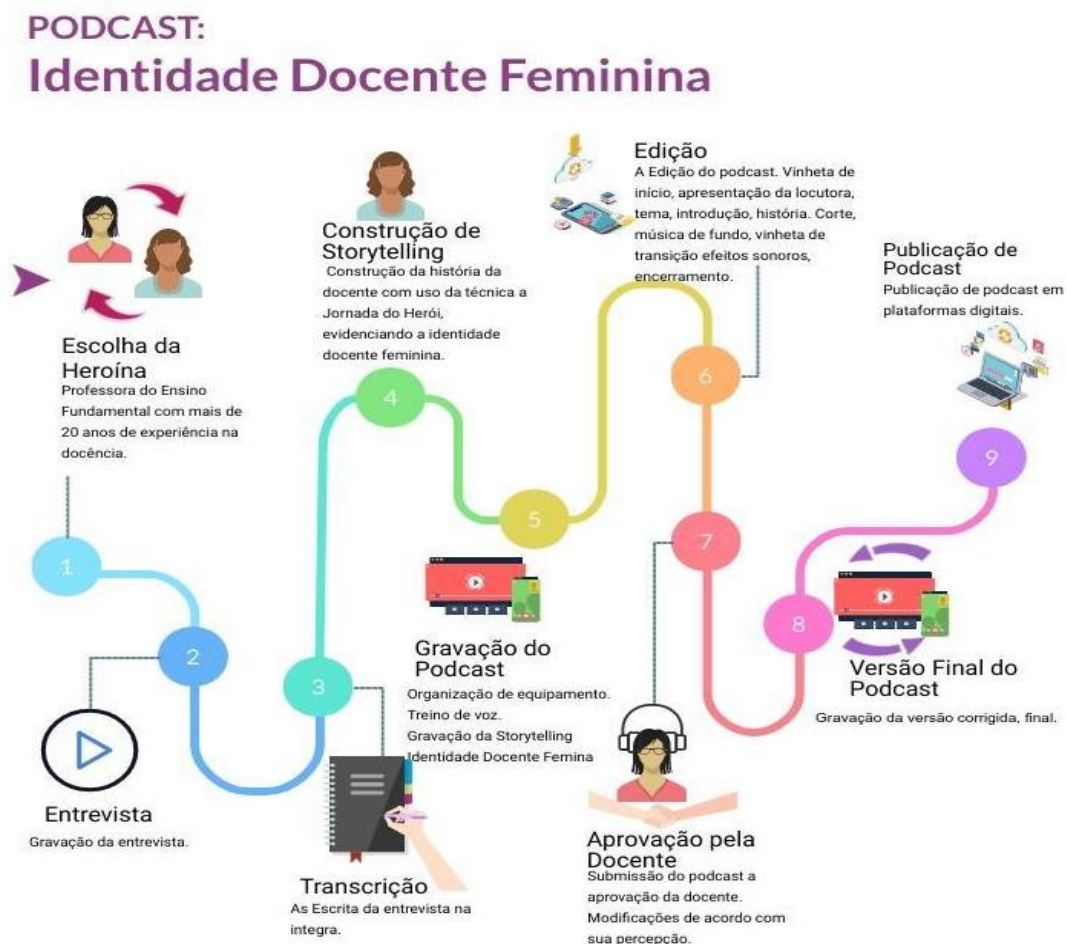 PODCAST:
Identidade Docente Feminina
1
Escolha da
Heroína
Professora do Ensino
Fundamental com mais de
20 anos de experiência na
docência.
2
Entrevista
Gravação da entrevista.
3
Transcrição
As Escrita da entrevista na
integra.
4
Construção de
Storytelling
Construção da história da
docente com uso da técnica a
Jornada do Herói,
evidenciando a identidade
docente feminina.
5
Gravação do
Podcast
Organização de equipamento.
Treino de voz.
Gravação da Storytelling
Identidade Docente Femina
6
Edição
A Edição do podcast. Vinheta de
início, apresentação da locutora,
tema, introdução, história. Corte,
música de fundo, vinheta de
transição efeitos sonoros,
encerramento.
7
Aprovação pela
Docente
Submissão do podcast a
aprovação da docente.
Modificações de acordo com
sua percepção.
8
Versão Final do
Podcast
Gravação da versão corrigida, final.
9
Publicação de
Podcast
Publicação de podcast em
plataformas digitais.